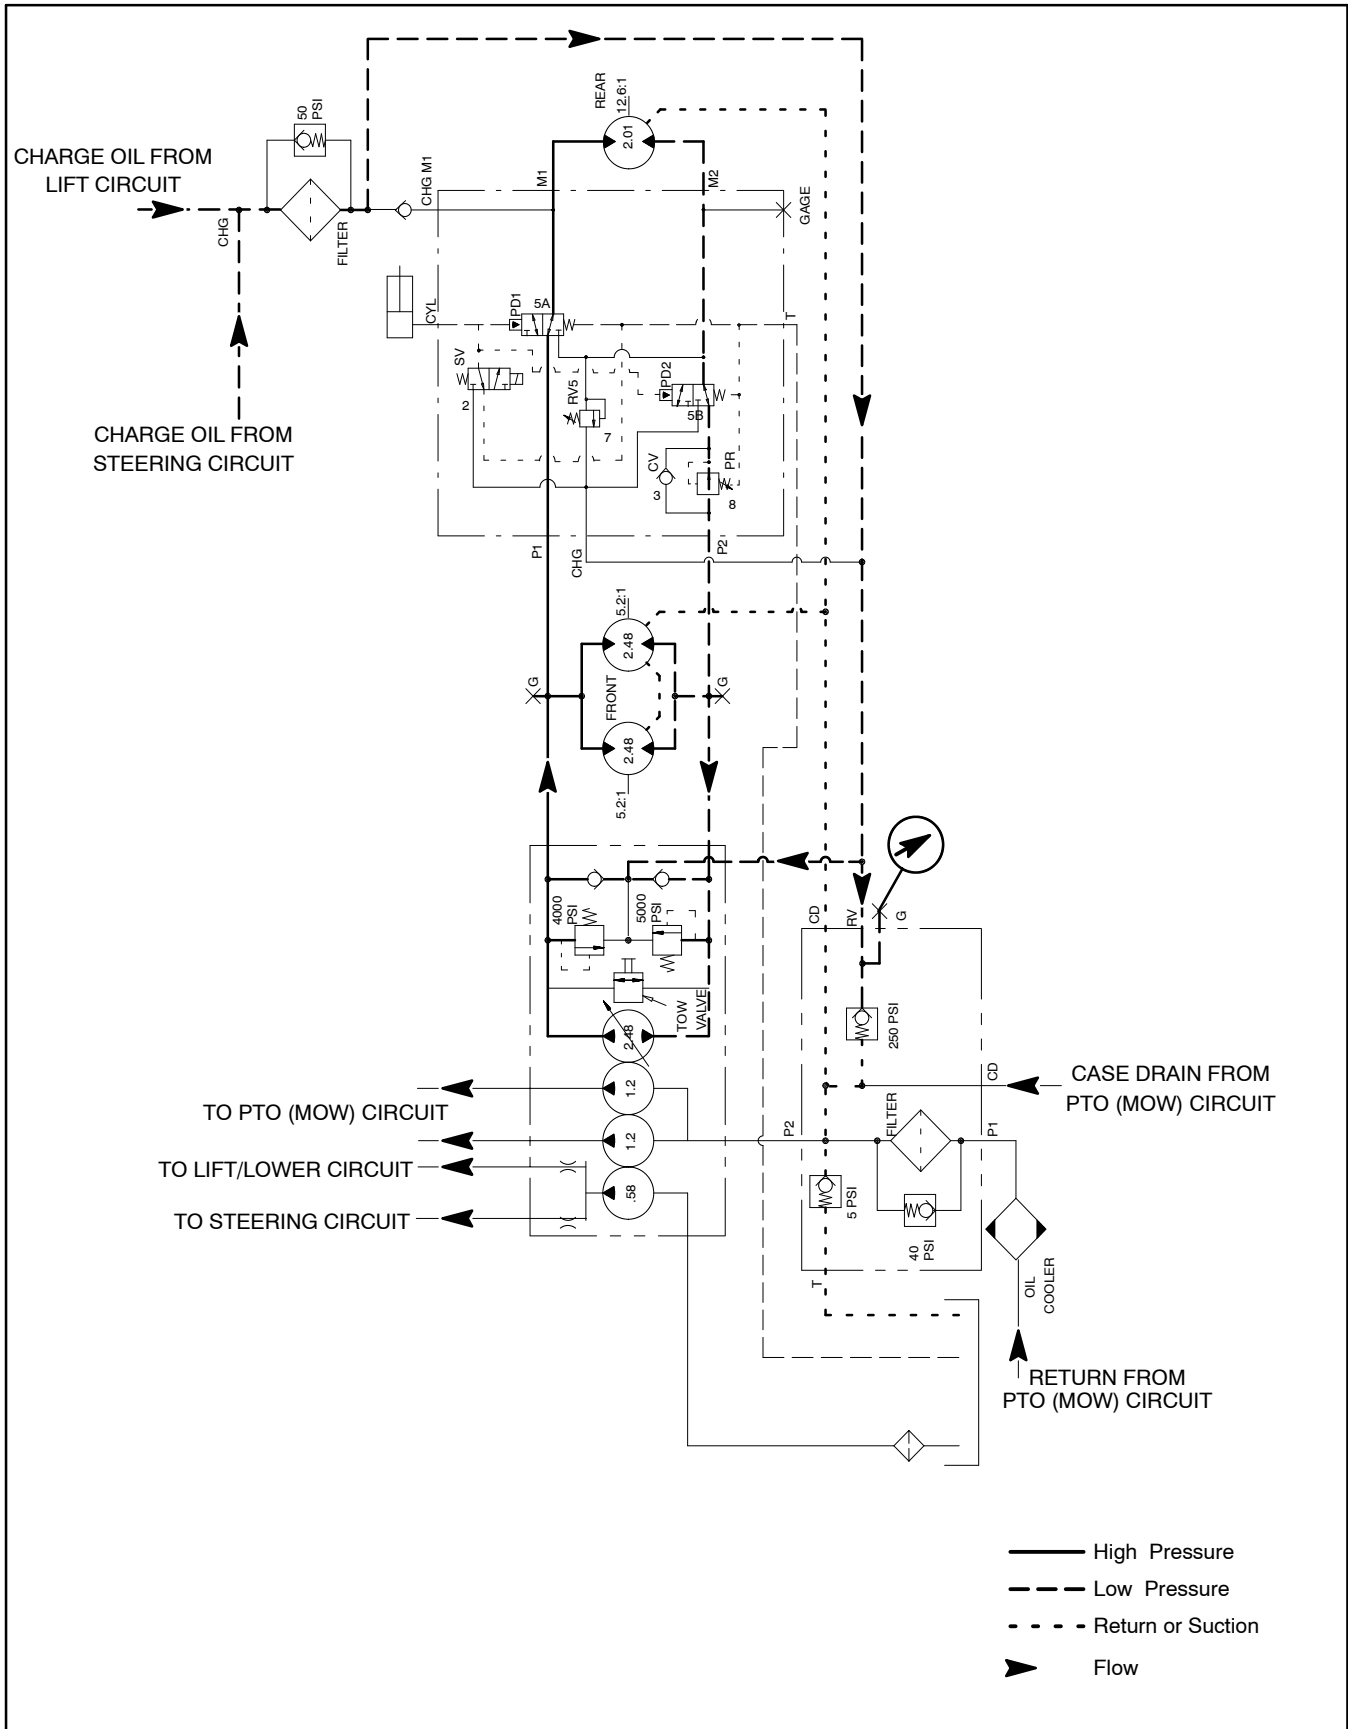 50
PSI
REAR
12.6:1
2.01
CHARGE OIL FROM
LIFT CIRCUIT
CHG
FILTER
CHG M1
M1
M2
GAGE
CYL
PD1
5A
T
SV
2
RV5
7
PD2
5B
CV
3
PR
8
CHARGE OIL FROM
STEERING CIRCUIT
P1
CHG
P2
5.2:1
2.48
G
FRONT
G
2.48
5.2:1
4000
PSI
5000
PSI
CD
RV
G
TOW
VALVE
2.48
250 PSI
1.2
CD
CASE DRAIN FROM
PTO (MOW) CIRCUIT
TO PTO (MOW) CIRCUIT
1.2
P2
FILTER
P1
TO LIFT/LOWER CIRCUIT
.58
5 PSI
TO STEERING CIRCUIT
40
PSI
T
OIL
COOLER
RETURN FROM
PTO (MOW) CIRCUIT
High Pressure
Low Pressure
Return or Suction
Flow